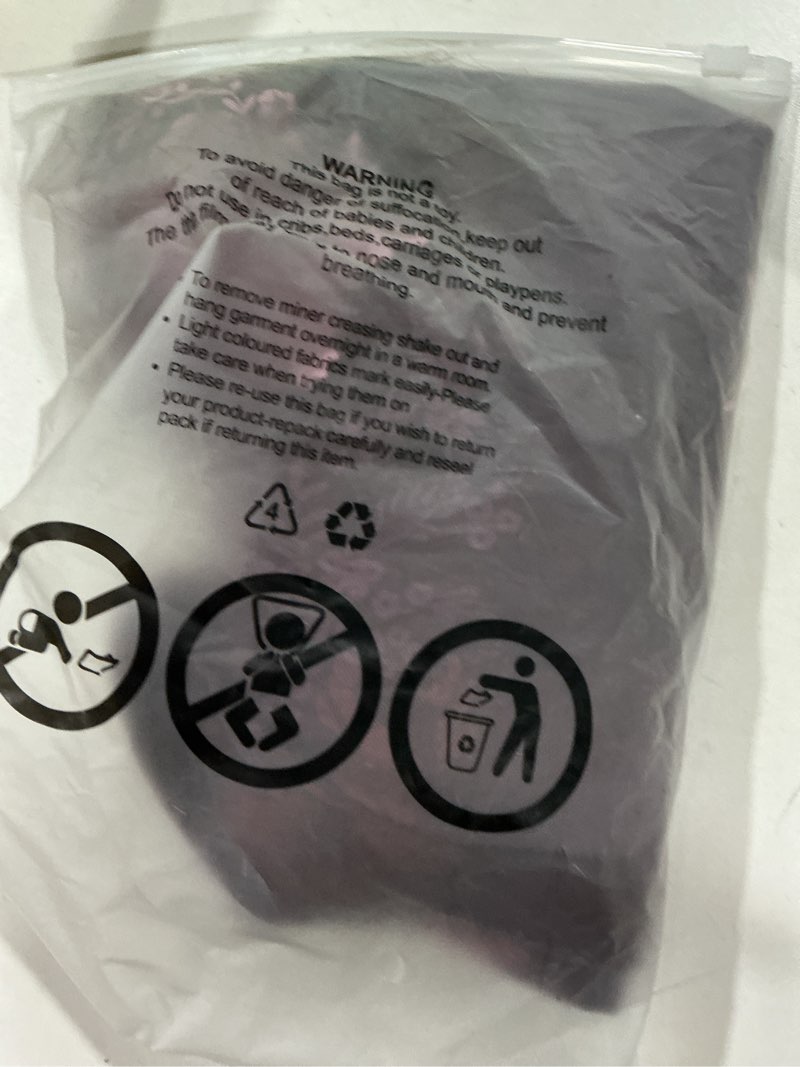 WARNING
This bag is not a toy.
To avoid danger of suffocation,keep out
of reach of babies and children.
Do not use in cribs,beds,carriages or playpens.
The film nose and mouth and prevent
breathing.
To remove miner creasing shake out and
hang garment overnight in a warm room.
• Light coloured fabrics mark easily-Please
take care when trying them on
• Please re-use this bag if you wish to return
your product-repack carefully and reseel
pack if returning this item.
4